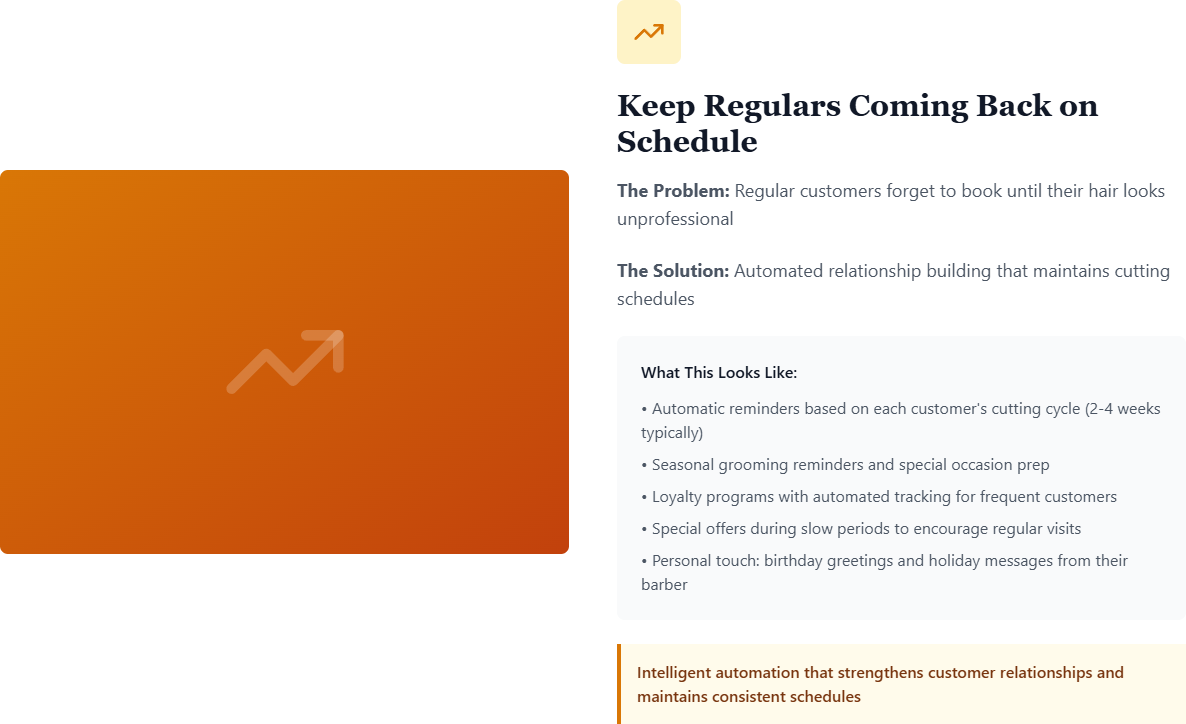 Keep Regulars Coming Back on
Schedule
The Problem: Regular customers forget to book until their hair looks
unprofessional
The Solution: Automated relationship building that maintains cutting
schedules
What This Looks Like:
• Automatic reminders based on each customer's cutting cycle (2-4 weeks
typically)
• Seasonal grooming reminders and special occasion prep
• Loyalty programs with automated tracking for frequent customers
• Special offers during slow periods to encourage regular visits
• Personal touch: birthday greetings and holiday messages from their
barber
Intelligent automation that strengthens customer relationships and
maintains consistent schedules